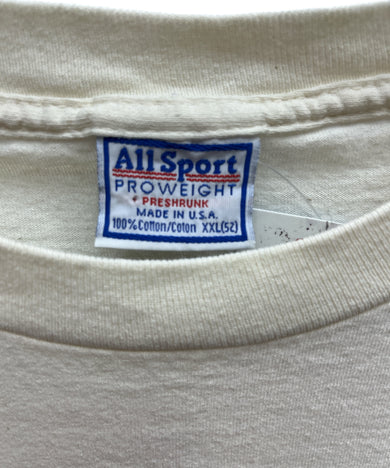 All Sport
PROWEIGHT
PRESHRUNK
MADE IN U.S.A.
100% Cotton/Coton XXL(52)